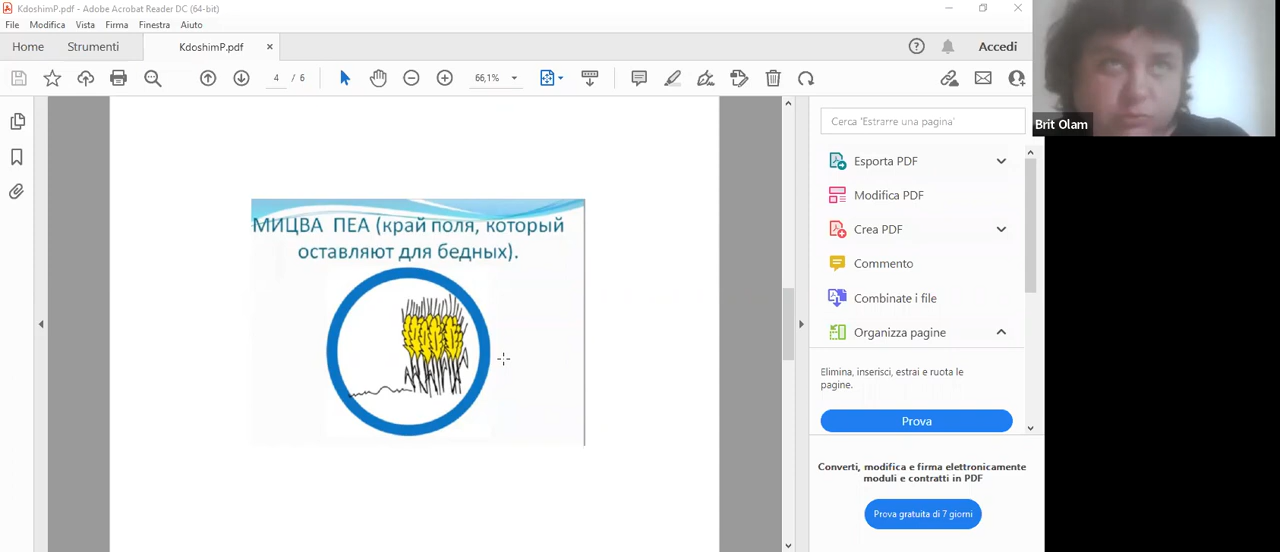 KdoshimP.pdf - Adobe Acrobat Reader DC (64-bit)
File Modifica Vista Firma Finestra Aiuto
Home Strumenti KdoshimP.pdf × Accedi
4 / 6 66,1%
Brit Olam
МИЦВА ПЕА (край поля, который
оставляют для бедных).
Cerca 'Estrarre una pagina'
Esporta PDF
Modifica PDF
Crea PDF
Commento
Combinate i file
Organizza pagine
Elimina, inserisci, estrai e ruota le
pagine.
Prova
Converti, modifica e firma elettronicamente
moduli e contratti in PDF
Prova gratuita di 7 giorni